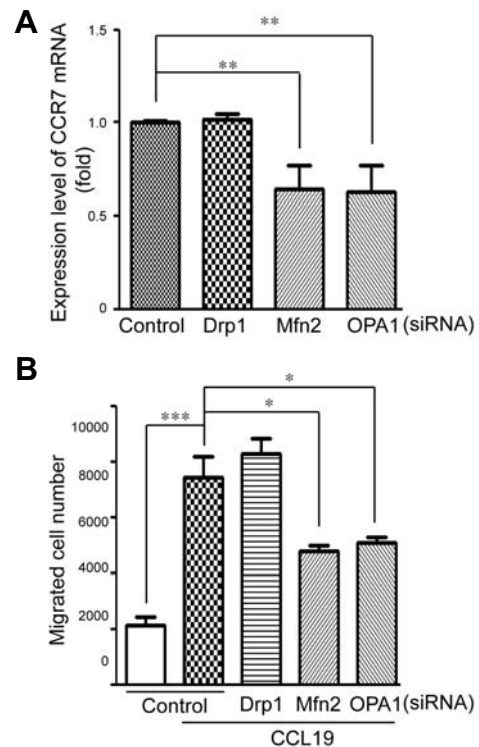 A
Expression level of CCR7 mRNA
(fold)
1.5
1.0
0.5
0
**
**
Control Drp1 Mfn2 OPA1 (siRNA)
B
Migrated cell number
10000
8000
6000
4000
2000
0
***
*
*
Control Drp1 Mfn2 OPA1 (siRNA)
CCL19